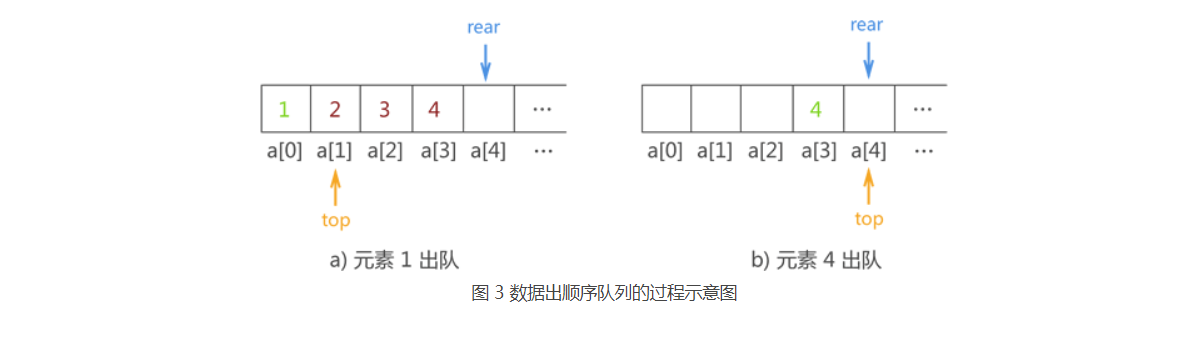 rear rear
1 2 3 4 ··· 4 ···
a[0] a[1] a[2] a[3] a[4] ··· a[0] a[1] a[2] a[3] a[4] ···
top top
a) 元素 1 出队 b) 元素 4 出队
图 3 数据出顺序队列的过程示意图